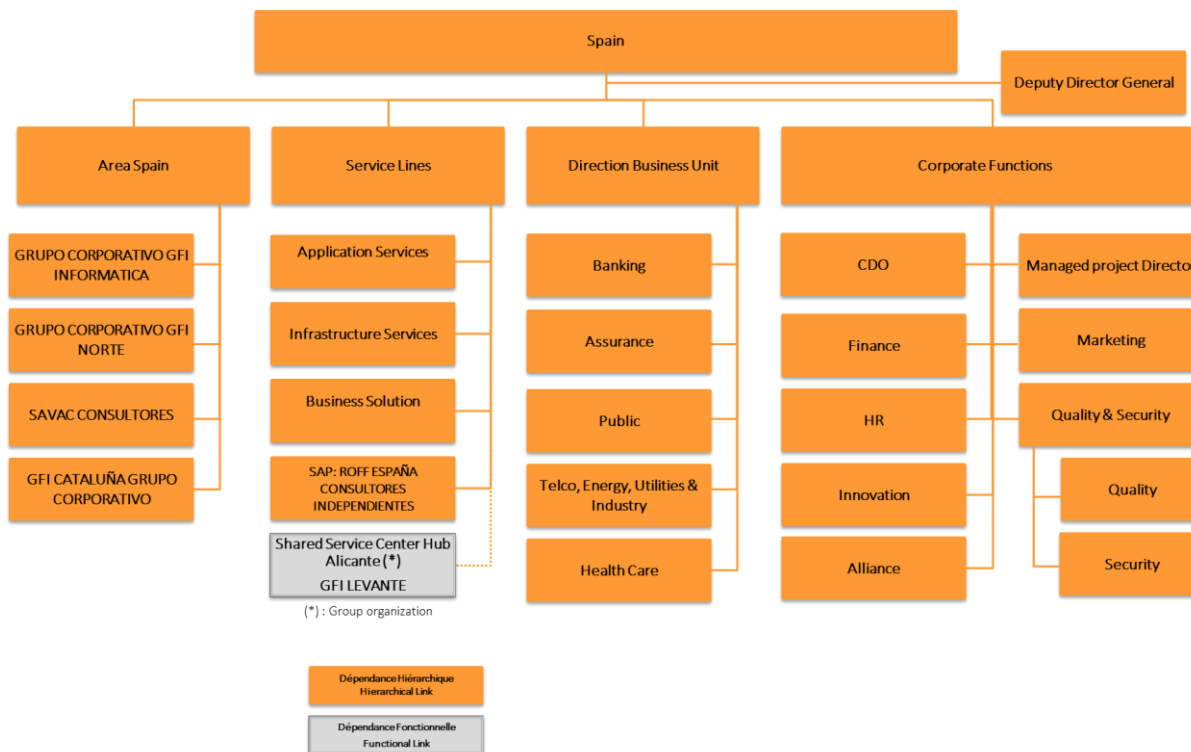 Spain
Deputy Director General
Area Spain
Service Lines
Direction Business Unit
Corporate Functions
GRUPO CORPORATIVO GFI
INFORMATICA
GRUPO CORPORATIVO GFI
NORTE
SAVAC CONSULTORES
GFI CATALUÑA GRUPO
CORPORATIVO
Application Services
Infrastructure Services
Business Solution
SAP: ROFF ESPAÑA
CONSULTORES
INDEPENDIENTES
Shared Service Center Hub
Alicante (*)
GFI LEVANTE
(*) : Group organization
Banking
Assurance
Public
Telco, Energy, Utilities &
Industry
Health Care
CDO
Finance
HR
Innovation
Alliance
Managed project Directo
Marketing
Quality & Security
Quality
Security
Dépendance Hiérarchique
Hierarchical Link
Dépendance Fonctionnelle
Functional Link